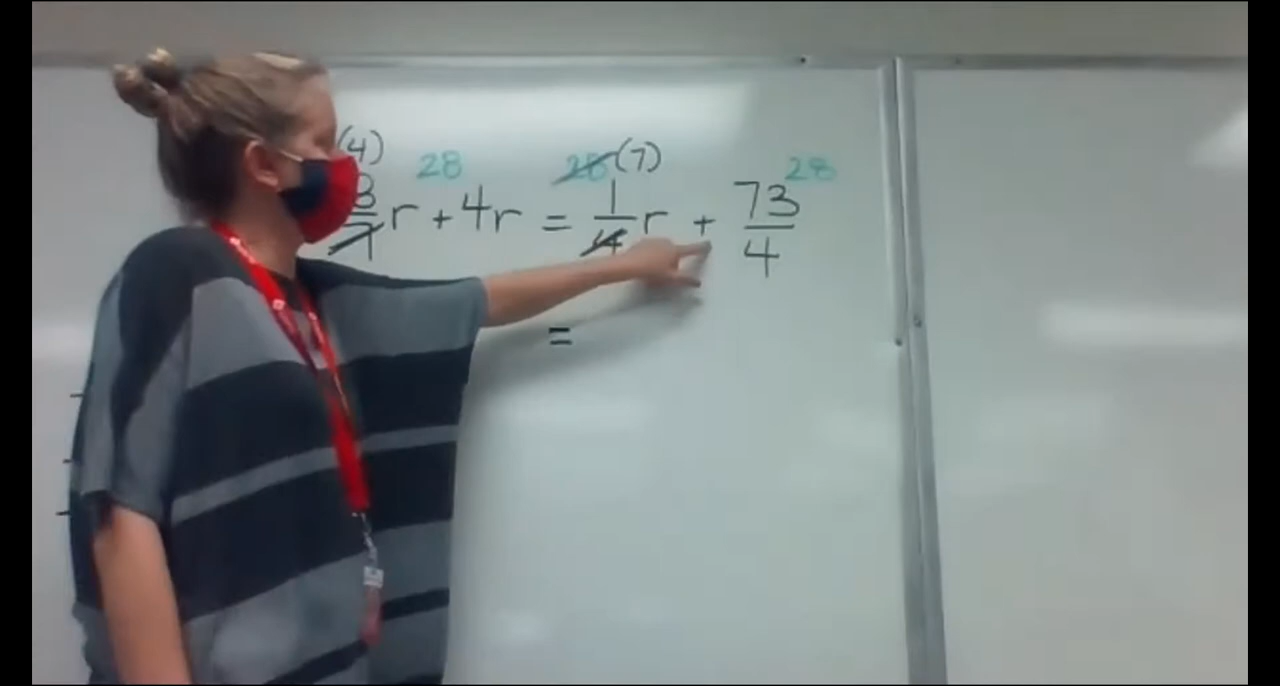 (4) 28 28(7) 28
3/7 r + 4r = 1/4 r + 73/4
=